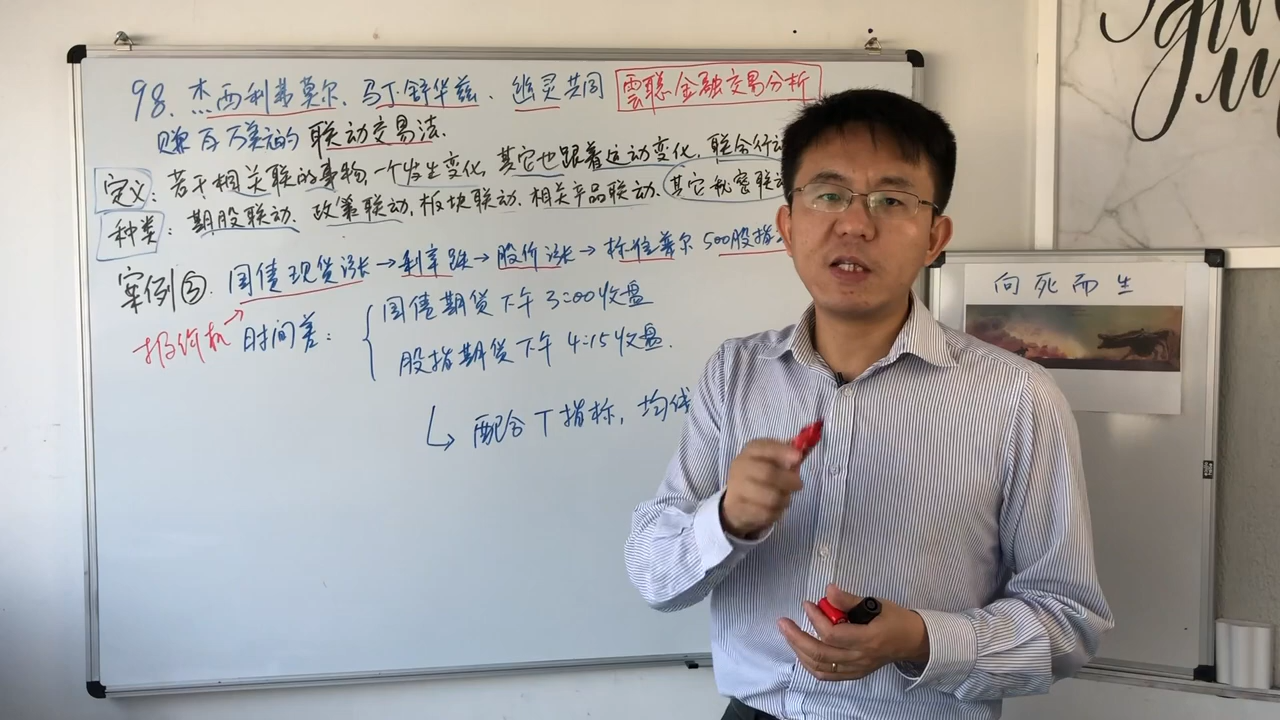 98. 杰西利弗莫尔、马丁舒华兹、幽灵共同
雲聪金融交易分析
赚百万美元的 联动交易法.
定义: 若干相关联的事物,一个发生变化,其它也跟着运动变化,联合行动
种类: 期股联动、政策联动,板块联动,相关产品联动、其它秘密联动
案例③. 国债现货涨→利率跌→股价涨→标准普尔500股指
报价机→
时间差:
国债期货下午3:00收盘
股指期货下午4:15收盘.
↳ 配合T指标,均线
向死而生